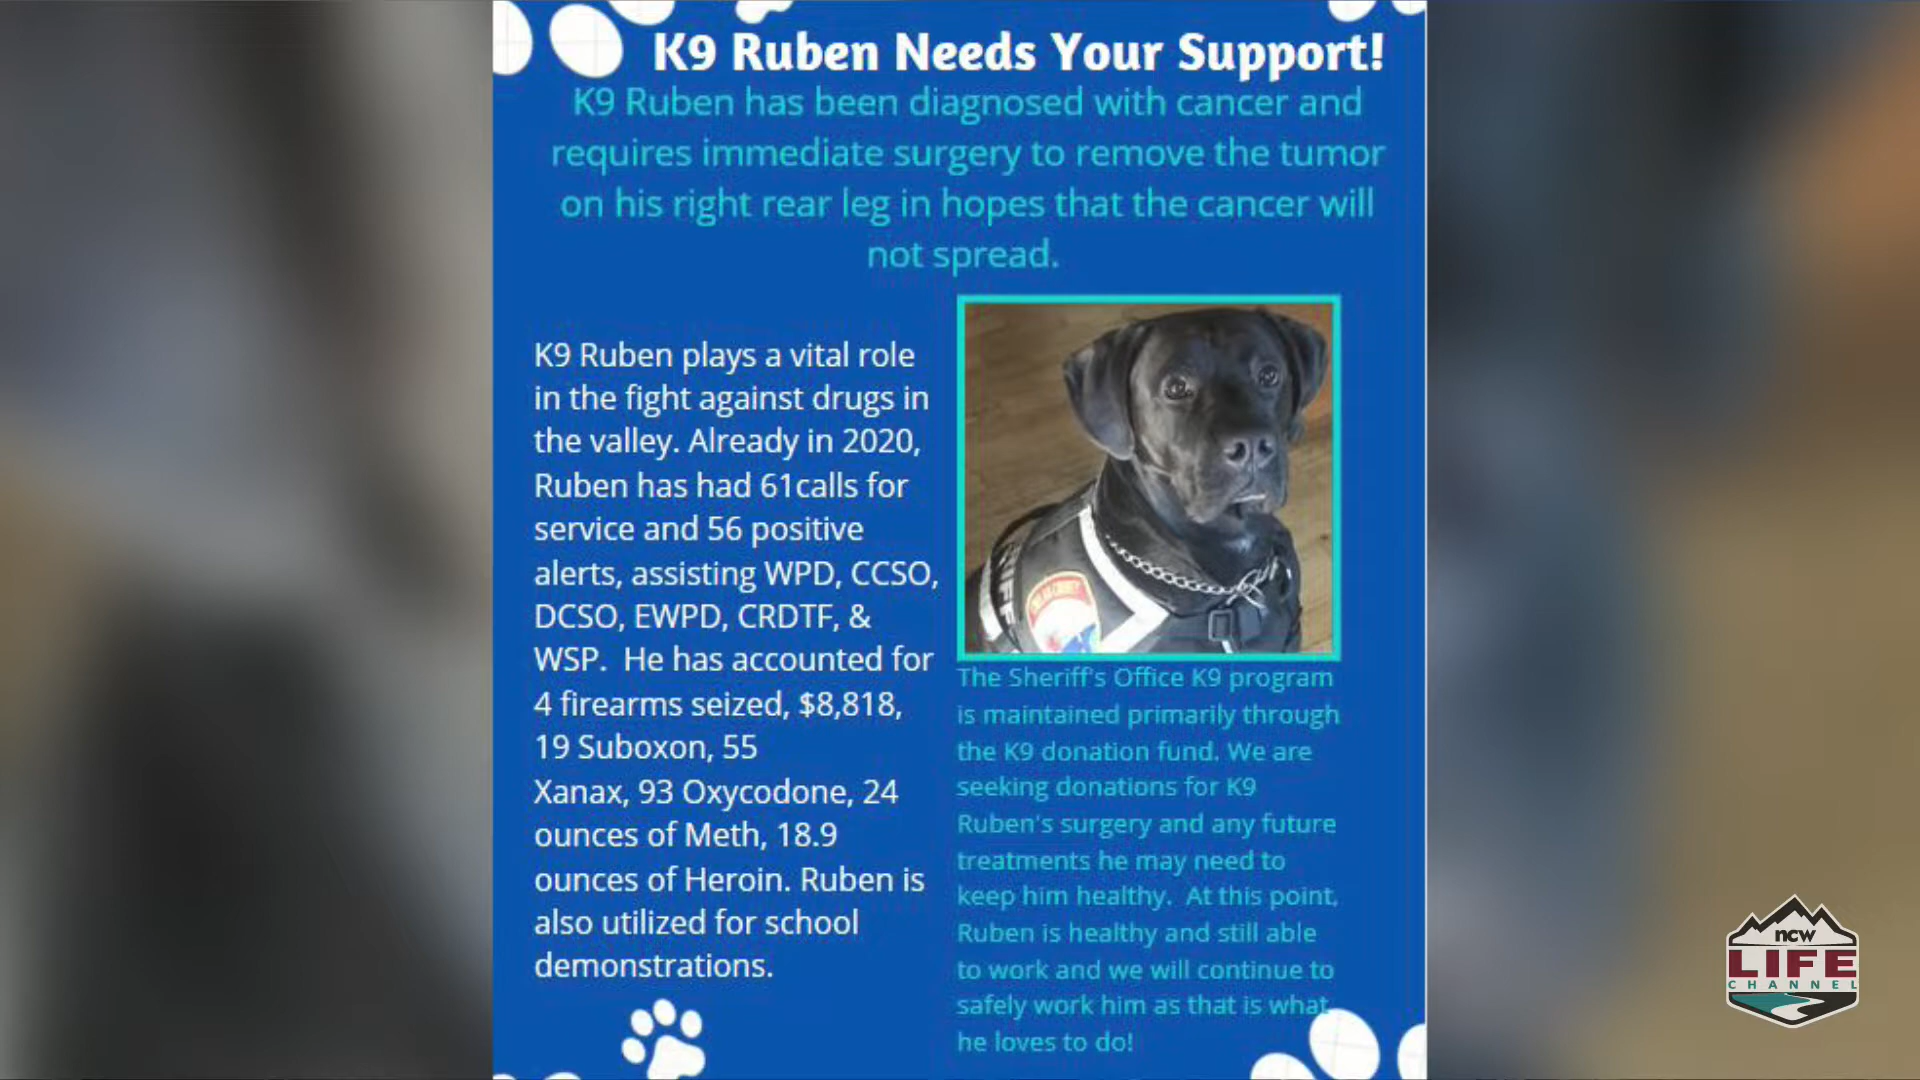 K9 Ruben Needs Your Support!
K9 Ruben has been diagnosed with cancer and
requires immediate surgery to remove the tumor
on his right rear leg in hopes that the cancer will
not spread.
K9 Ruben plays a vital role
in the fight against drugs in
the valley. Already in 2020,
Ruben has had 61calls for
service and 56 positive
alerts, assisting WPD, CCSO,
DCSO, EWPD, CRDTF, &
WSP.  He has accounted for
4 firearms seized, $8,818,
19 Suboxon, 55
Xanax, 93 Oxycodone, 24
ounces of Meth, 18.9
ounces of Heroin. Ruben is
also utilized for school
demonstrations.
The Sheriff's Office K9 program
is maintained primarily through
the K9 donation fund. We are
seeking donations for K9
Ruben's surgery and any future
treatments he may need to
keep him healthy.  At this point,
Ruben is healthy and still able
to work and we will continue to
safely work him as that is what
he loves to do!
ncw
LIFE
CHANNEL